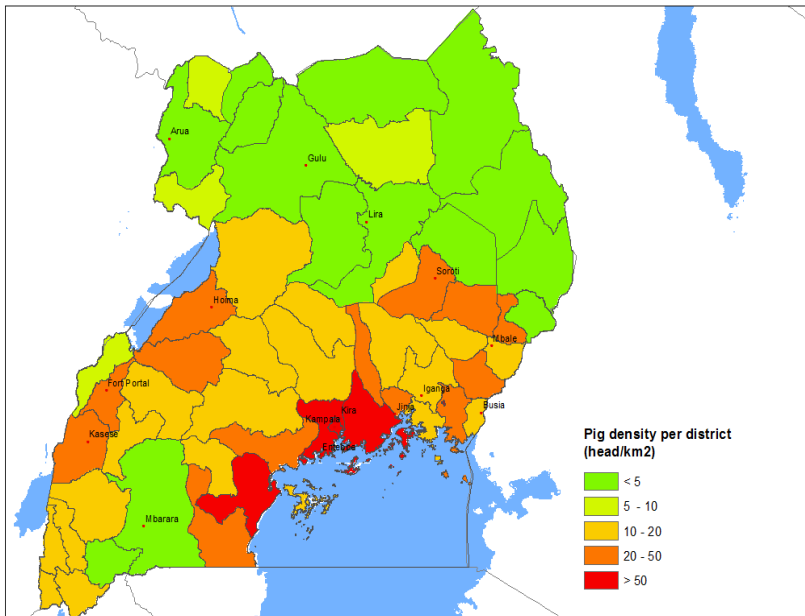 Arua
Gulu
Lira
Soroti
Hoima
Mbale
Fort Portal
Iganga
Kira
Jinja
Busia
Kampala
Kasese
Entebbe
Mbarara
Pig density per district
(head/km2)
< 5
5 - 10
10 - 20
20 - 50
> 50